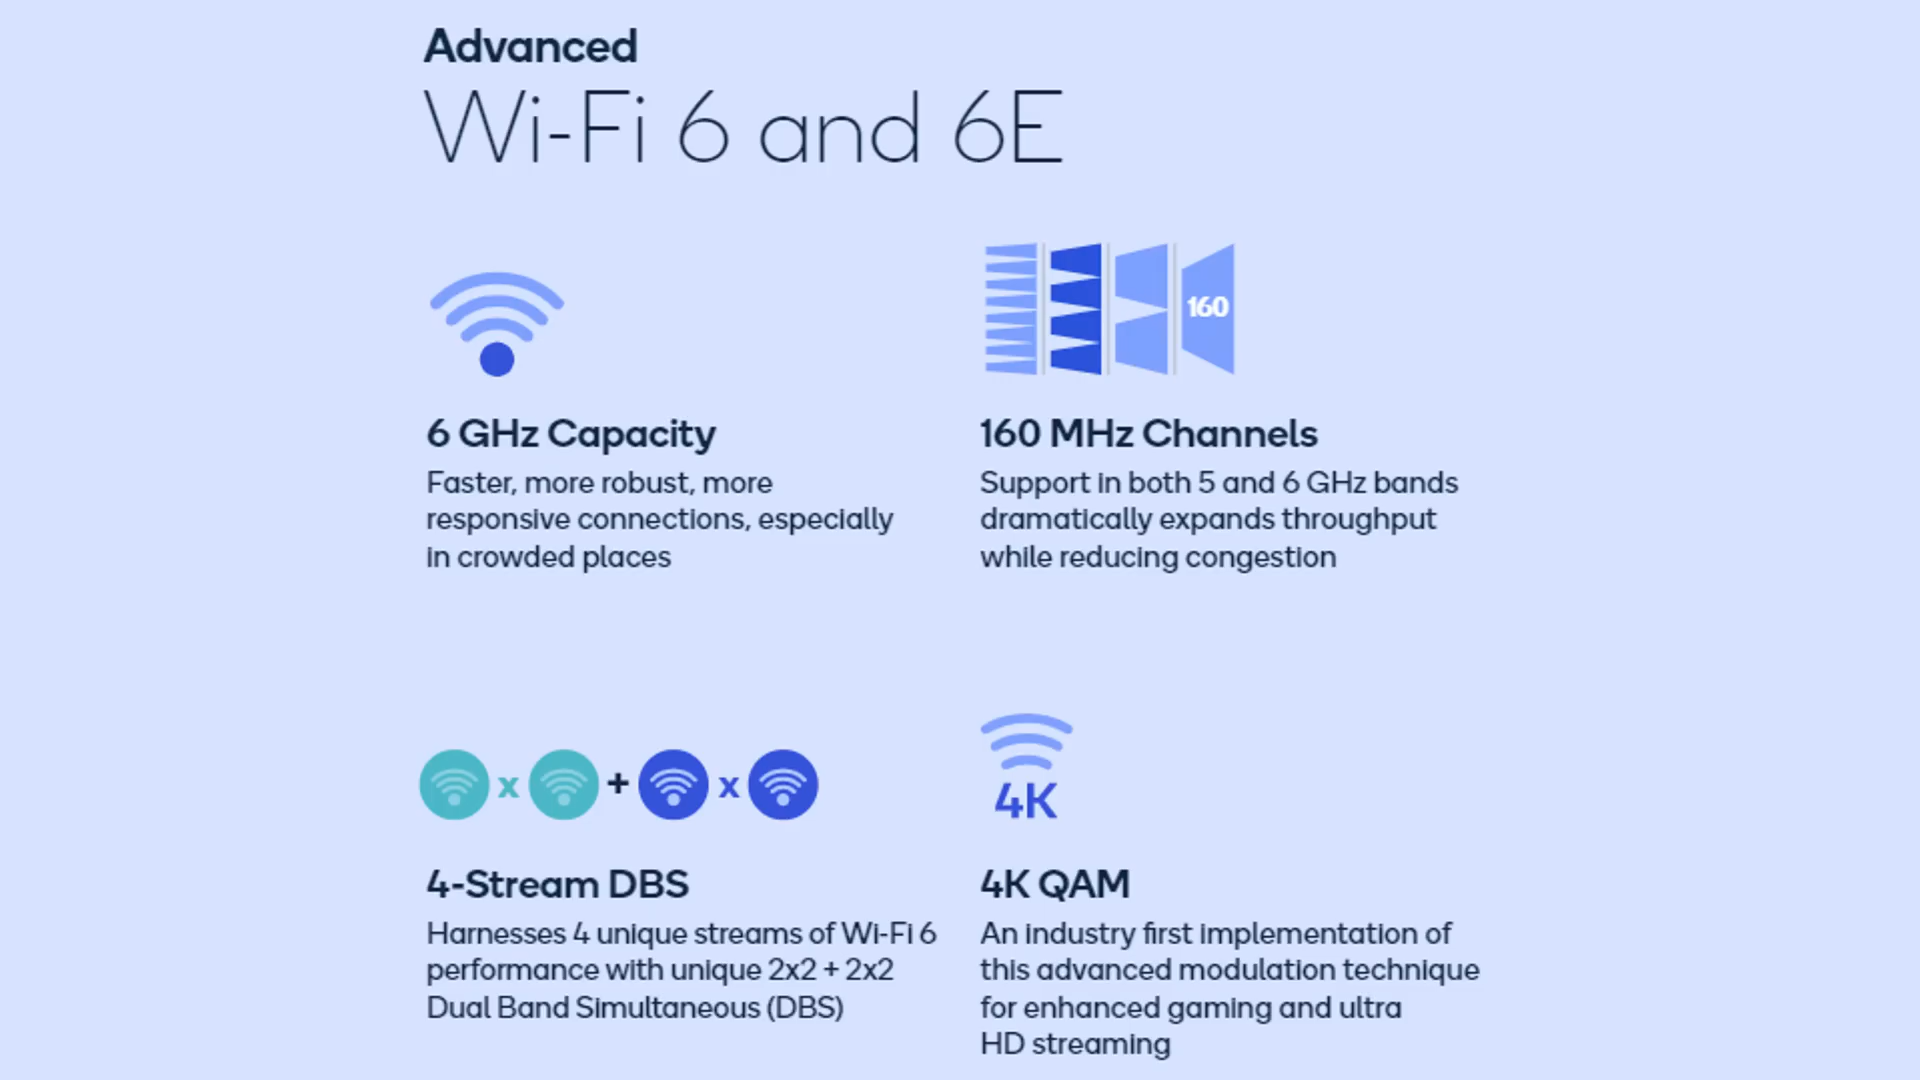 Advanced
Wi-Fi 6 and 6E
160
6 GHz Capacity
Faster, more robust, more
responsive connections, especially
in crowded places
160 MHz Channels
Support in both 5 and 6 GHz bands
dramatically expands throughput
while reducing congestion
x + x
4-Stream DBS
Harnesses 4 unique streams of Wi-Fi 6
performance with unique 2x2 + 2x2
Dual Band Simultaneous (DBS)
4K
4K QAM
An industry first implementation of
this advanced modulation technique
for enhanced gaming and ultra
HD streaming